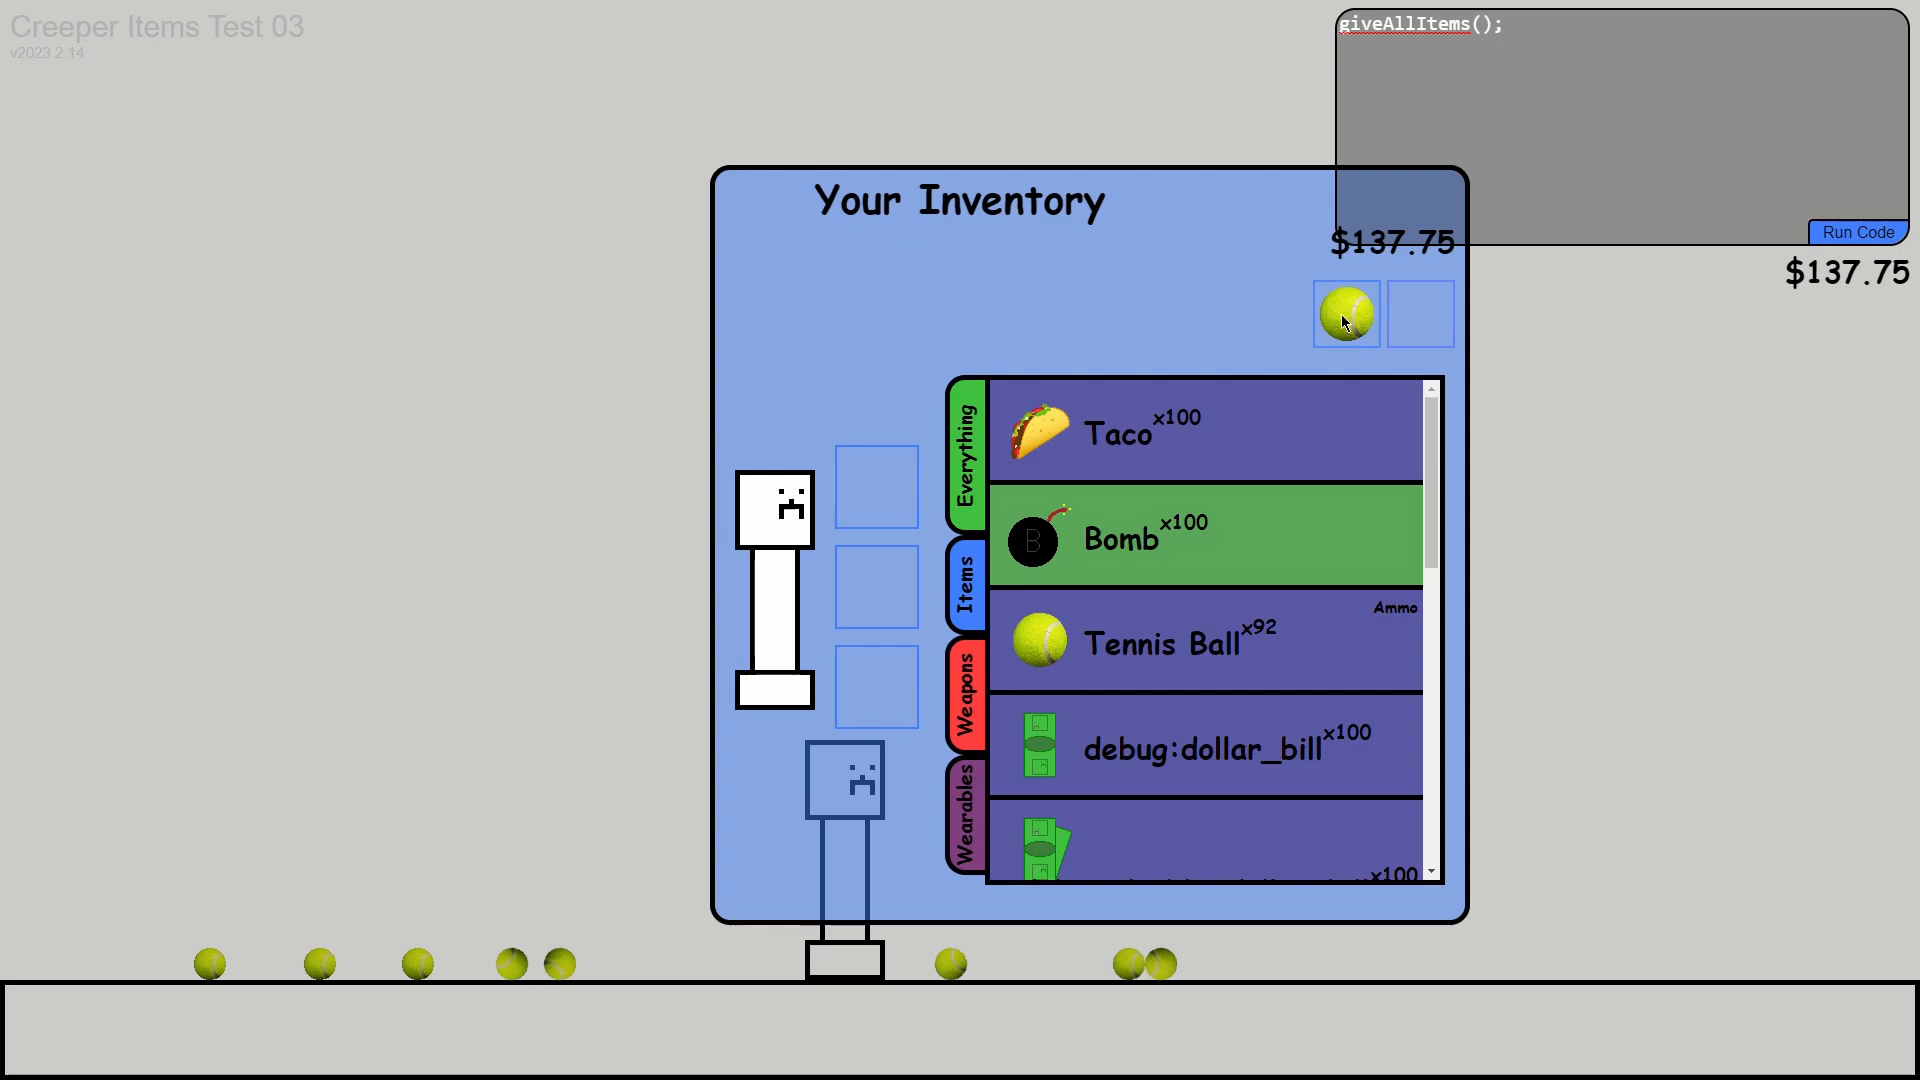 Creeper Items Test 03
v2023.2.14
giveAllItems();
Run Code
$137.75
Your Inventory
$137.75
Everything
Items
Weapons
Wearables
Taco x100
B
Bomb x100
Ammo
Tennis Ball x92
debug:dollar_bill x100
x100